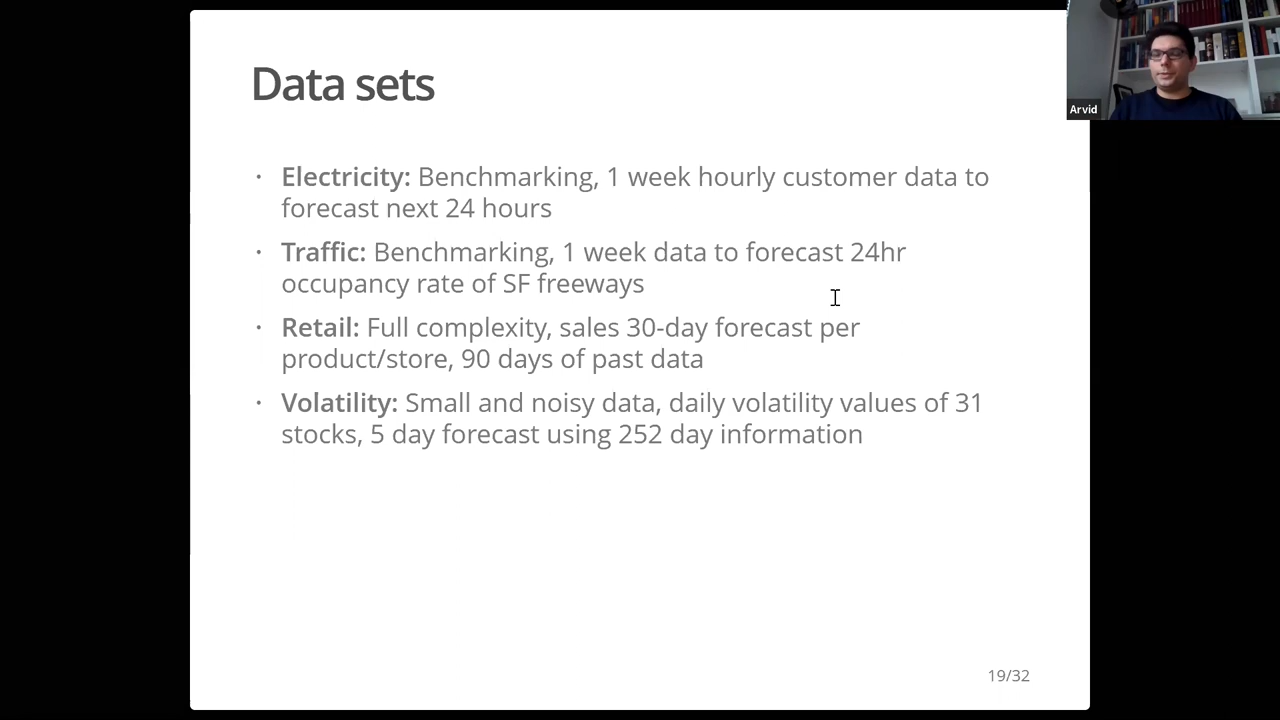 Data sets
Arvid
• Electricity: Benchmarking, 1 week hourly customer data to
forecast next 24 hours
• Traffic: Benchmarking, 1 week data to forecast 24hr
occupancy rate of SF freeways
• Retail: Full complexity, sales 30-day forecast per
product/store, 90 days of past data
• Volatility: Small and noisy data, daily volatility values of 31
stocks, 5 day forecast using 252 day information
19/32